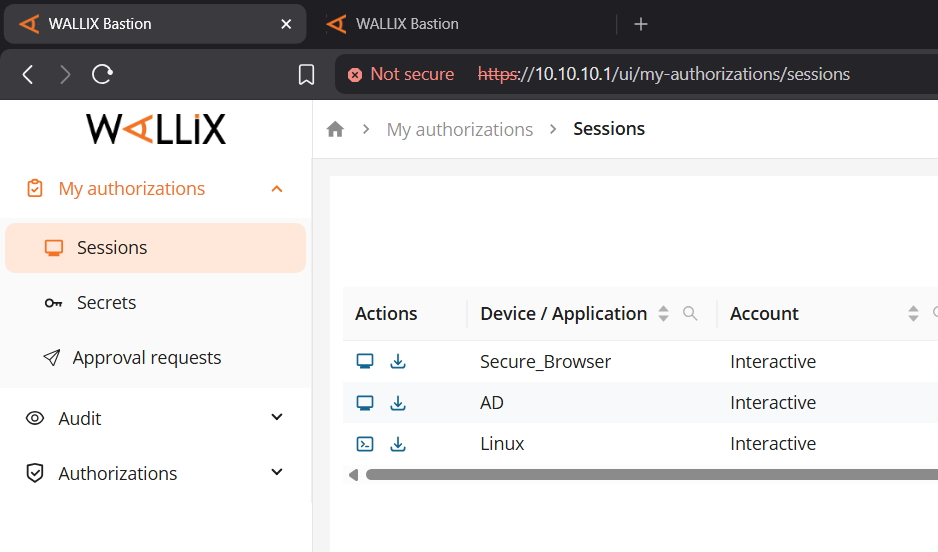 WALLIX Bastion
WALLIX Bastion
Not secure https://10.10.10.1/ui/my-authorizations/sessions
WALLIX
My authorizations
Sessions
Secrets
Approval requests
Audit
Authorizations
My authorizations > Sessions
Actions Device / Application Account
Secure_Browser Interactive
AD Interactive
Linux Interactive